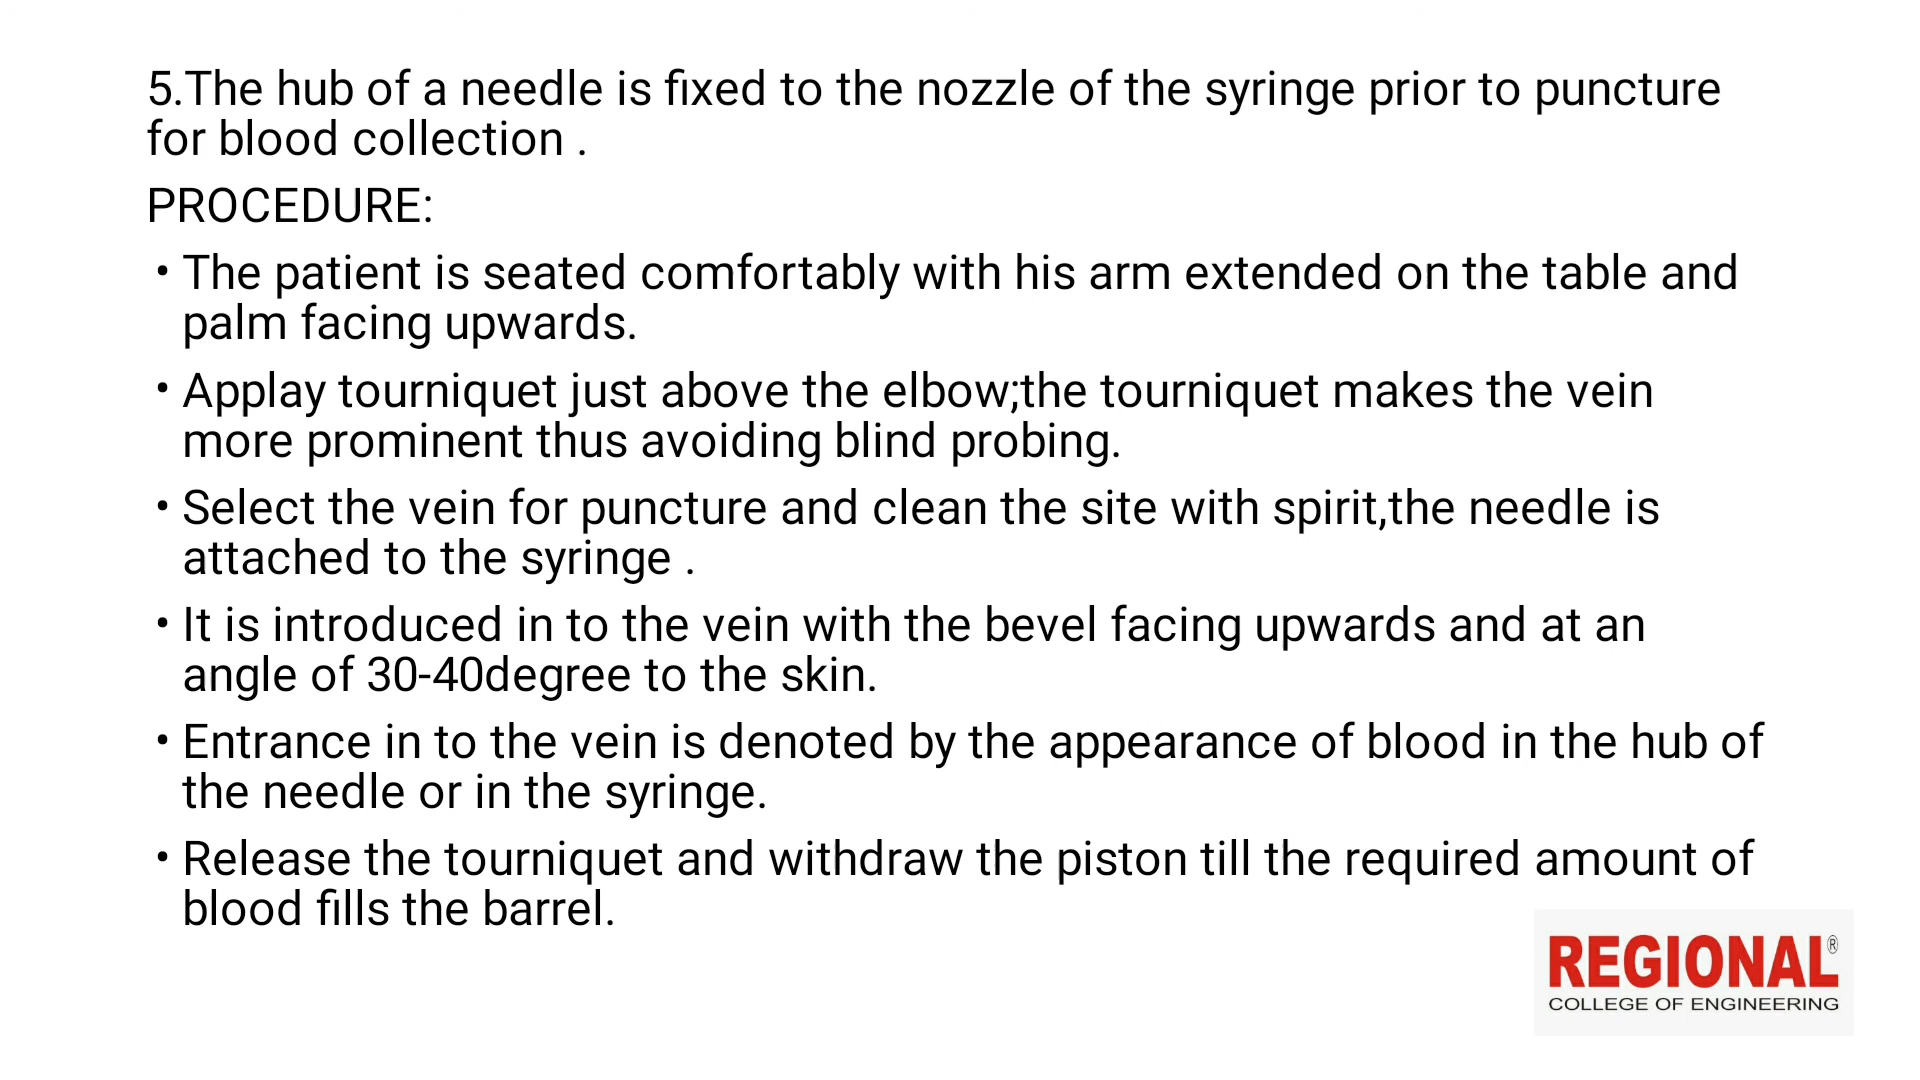 5.The hub of a needle is fixed to the nozzle of the syringe prior to puncture
for blood collection .
PROCEDURE:
• The patient is seated comfortably with his arm extended on the table and
palm facing upwards.
• Applay tourniquet just above the elbow;the tourniquet makes the vein
more prominent thus avoiding blind probing.
• Select the vein for puncture and clean the site with spirit,the needle is
attached to the syringe .
• It is introduced in to the vein with the bevel facing upwards and at an
angle of 30-40degree to the skin.
• Entrance in to the vein is denoted by the appearance of blood in the hub of
the needle or in the syringe.
• Release the tourniquet and withdraw the piston till the required amount of
blood fills the barrel.
REGIONAL®
COLLEGE OF ENGINEERING